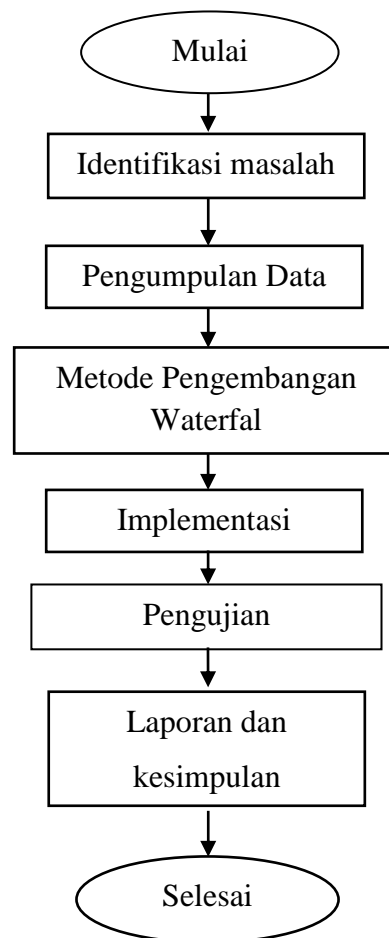 Mulai
Identifikasi masalah
Pengumpulan Data
Metode Pengembangan
Waterfal
Implementasi
Pengujian
Laporan dan
kesimpulan
Selesai